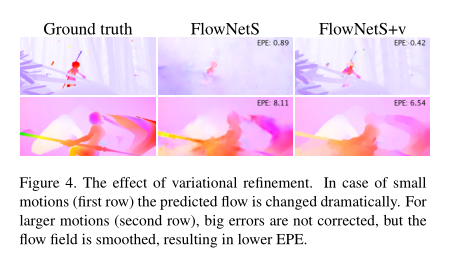 Ground truth FlowNetS FlowNetS+v
EPE: 0.89 EPE: 0.42
EPE: 8.11 EPE: 6.54
Figure 4. The effect of variational refinement. In case of small
motions (first row) the predicted flow is changed dramatically. For
larger motions (second row), big errors are not corrected, but the
flow field is smoothed, resulting in lower EPE.